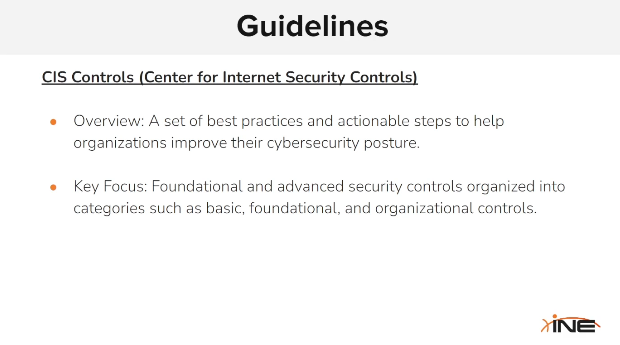 Guidelines
CIS Controls (Center for Internet Security Controls)
● Overview: A set of best practices and actionable steps to help
organizations improve their cybersecurity posture.
● Key Focus: Foundational and advanced security controls organized into
categories such as basic, foundational, and organizational controls.
INE